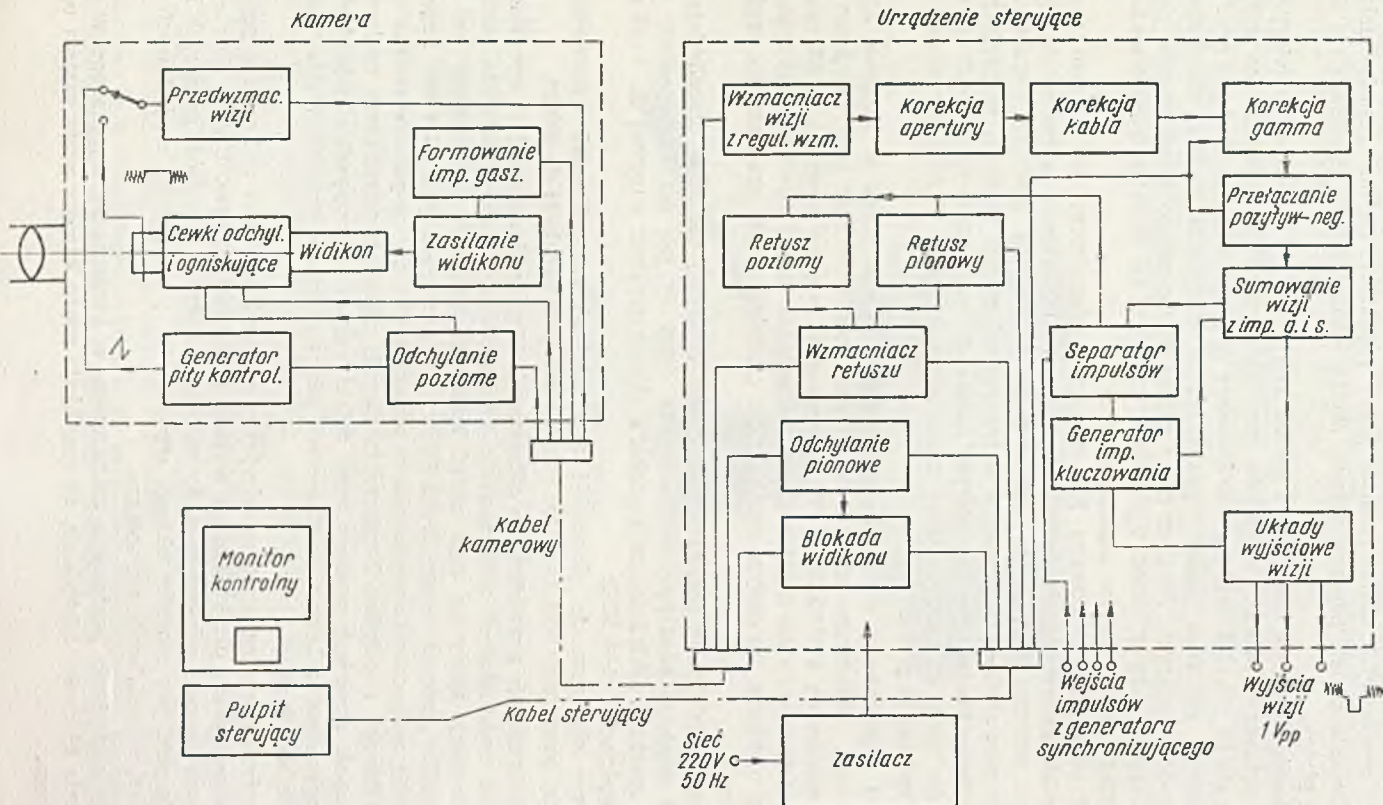 Kamera
Przedwzmac.
wizji
Formowanie
imp. gasz.
Cewki odchyl.
i ogniskujące
Widikon
Zasilanie
widikonu
Generator
piły kontrol.
Odchylanie
poziome
Monitor
kontrolny
Pulpit
sterujący
Kabel
kamerowy
Kabel sterujący
Urządzenie sterujące
Wzmacniacz
wizji
z regul. wzm.
Korekcja
apertury
Korekcja
kabla
Korekcja
gamma
Przełączanie
pozytyw-neg.
Retusz
poziomy
Retusz
pionowy
Sumowanie
wizji
z imp. g. i s.
Wzmacniacz
retuszu
Separator
impulsów
Odchylanie
pionowe
Generator
imp.
kluczowania
Blokada
widikonu
Układy
wyjściowe
wizji
Wejścia
impulsów
z generatora
synchronizującego
Wyjścia
wizji
1 Vpp
Sieć
220V
50 Hz
Zasilacz